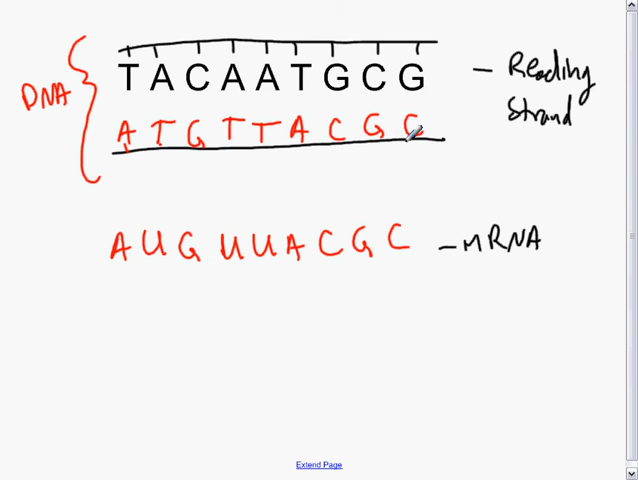 TACAATGCG - Reading Strand
DNA
ATGTTACGC
AUGUUACGC - mRNA
Extend Page